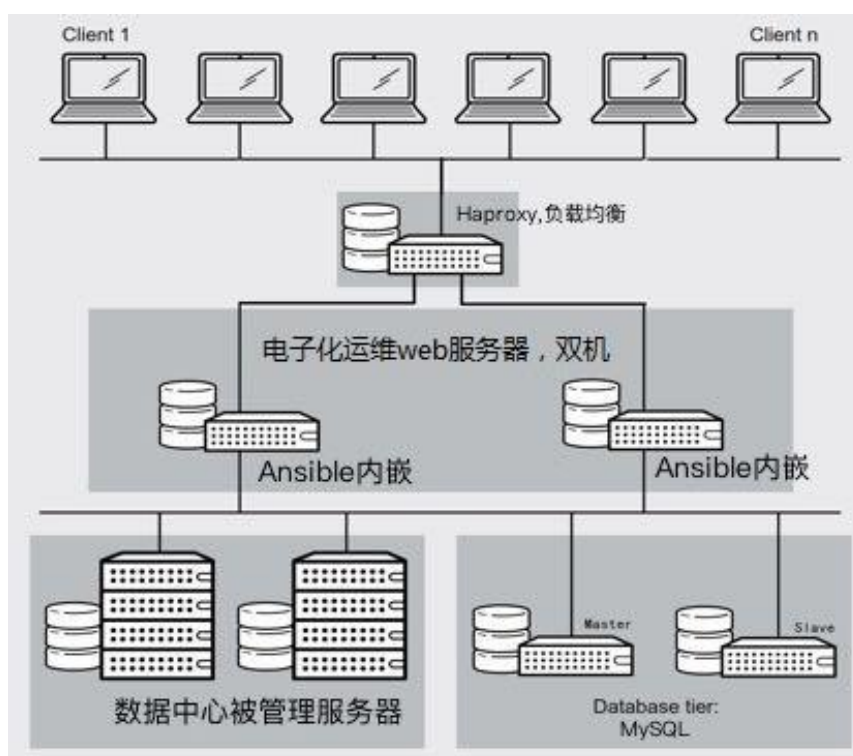 Client 1
Client n
Haproxy,负载均衡
电子化运维web服务器，双机
Ansible内嵌
Ansible内嵌
Master
Slave
数据中心被管理服务器
Database tier:
MySQL